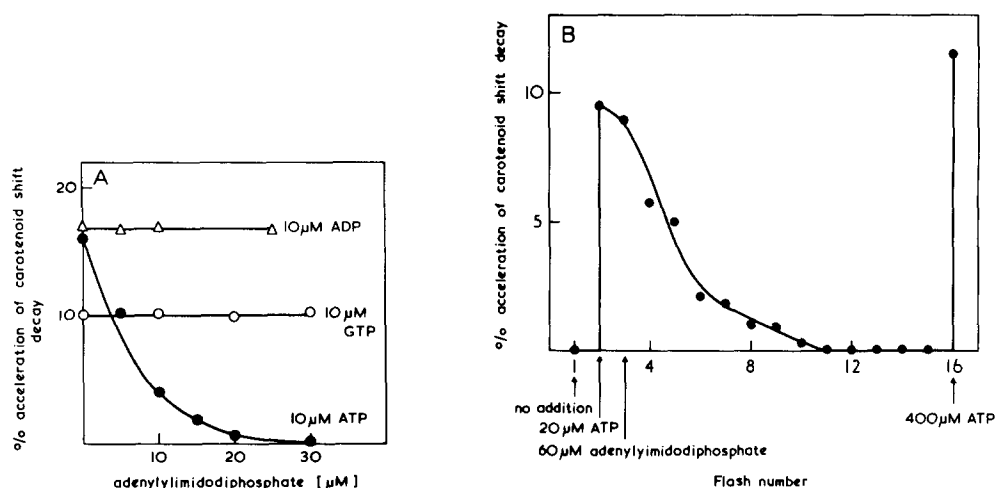 A
% acceleration of carotenoid shift
decay
20
10
10μM ADP
10μM
GTP
10μM ATP
10
20
30
adenylylimidodiphosphate [μM]
B
% acceleration of carotenoid shift decay
10
5
1
4
8
12
16
no addition
20μM ATP
60μM adenylyimidodiphosphate
400μM ATP
Flash number